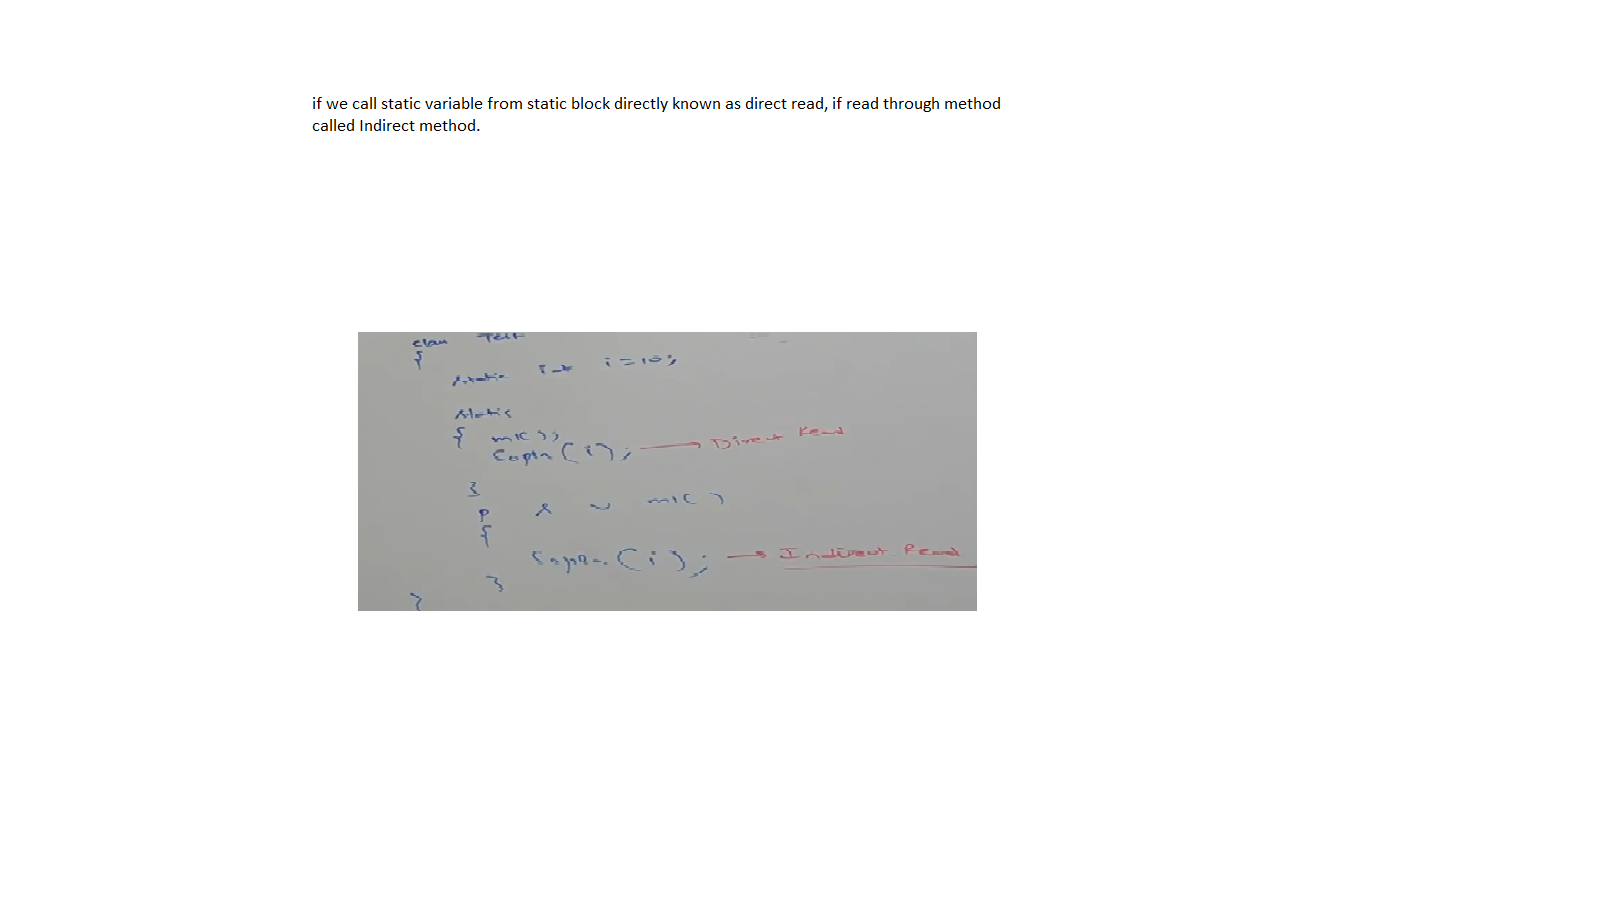 if we call static variable from static block directly known as direct read, if read through method
called Indirect method.
class Test
{
static int i=10;
static
{ m1();
Sopln(i); → Direct Read
}
p s v m1()
{
Sopln(i); → Indirect Read
}
}